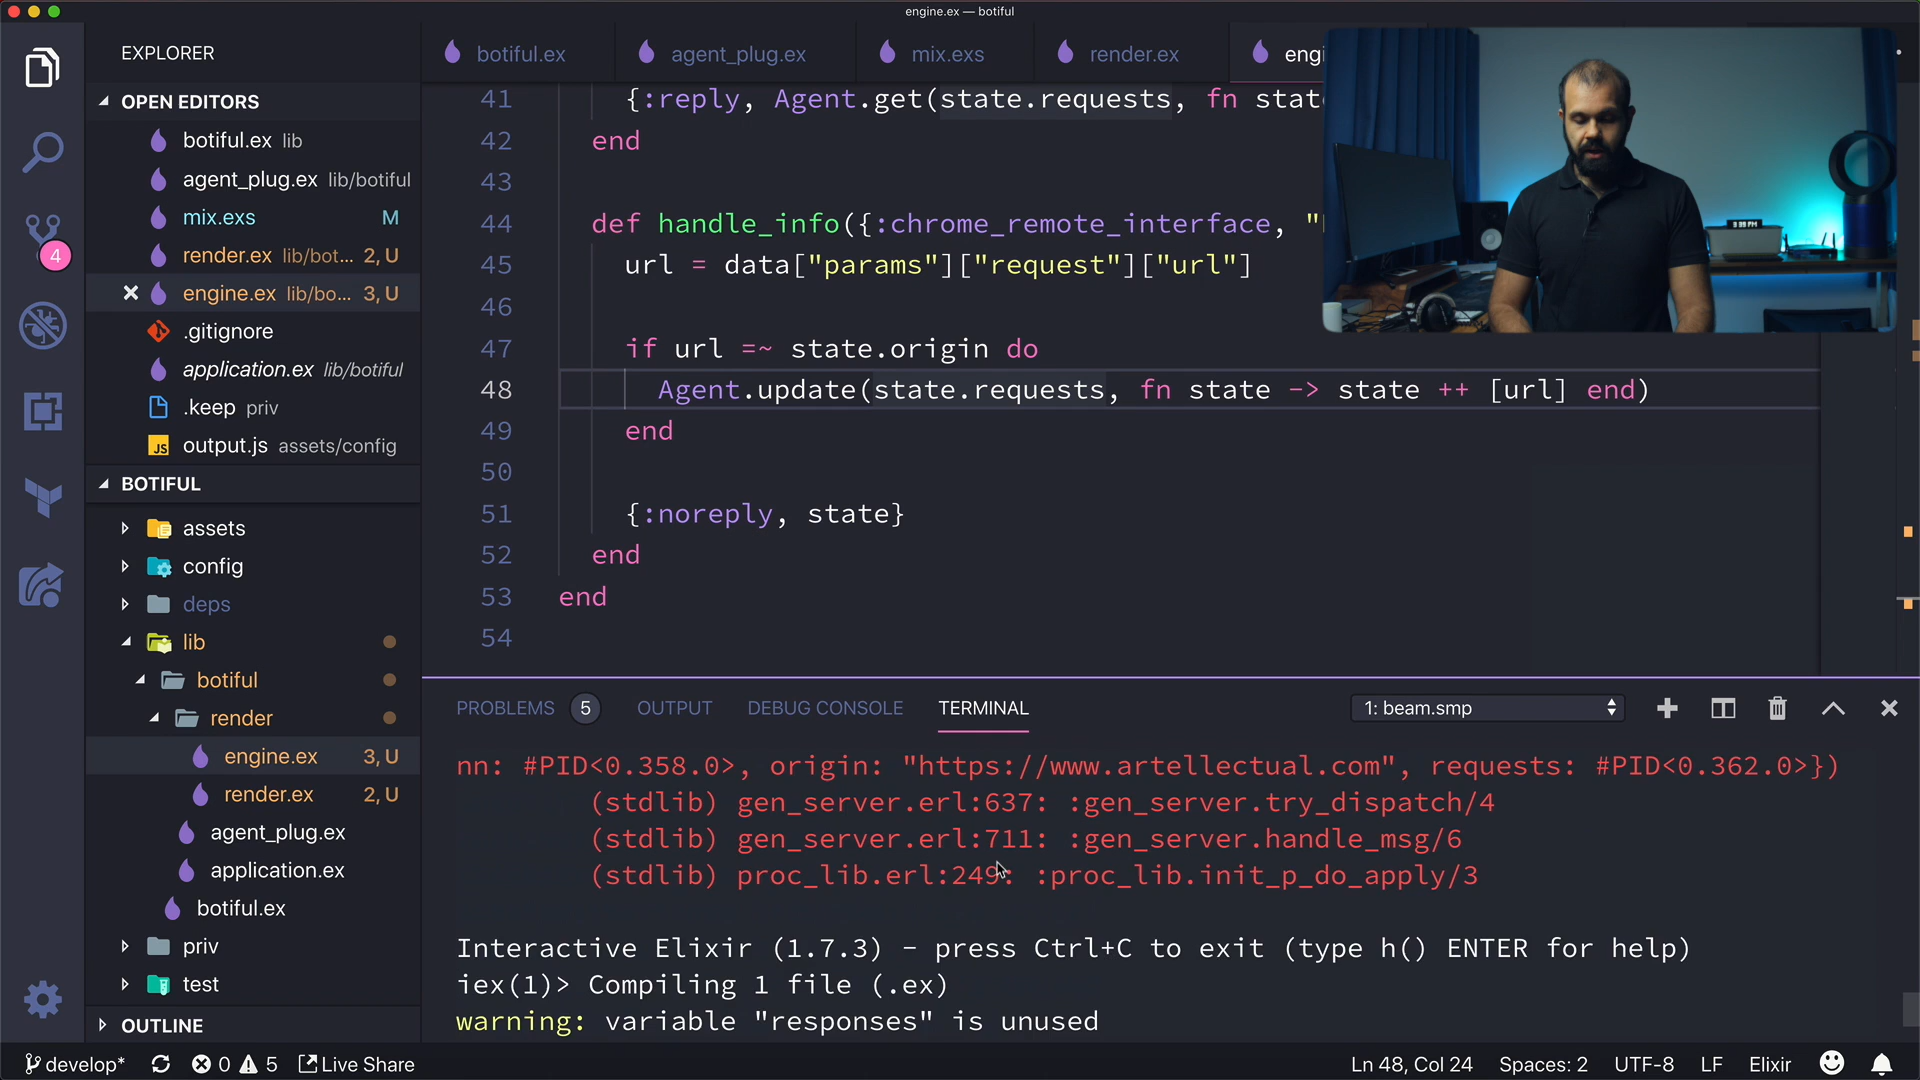 engine.ex — botiful
EXPLORER
OPEN EDITORS
botiful.ex lib
agent_plug.ex lib/botiful
mix.exs M
render.ex lib/bot... 2, U
engine.ex lib/bo... 3, U
.gitignore
application.ex lib/botiful
.keep priv
JS output.js assets/config
4
BOTIFUL
assets
config
deps
lib
botiful
render
engine.ex 3, U
render.ex 2, U
agent_plug.ex
application.ex
botiful.ex
priv
test
OUTLINE
botiful.ex agent_plug.ex mix.exs render.ex
41 {:reply, Agent.get(state.requests, fn
42 end
43
44 def handle_info({:chrome_remote_interface,
45 url = data["params"]["request"]["url"]
46
47 if url =~ state.origin do
48 Agent.update(state.requests, fn state -> state ++ [url] end)
49 end
50
51 {:noreply, state}
52 end
53 end
54
PROBLEMS 5 OUTPUT DEBUG CONSOLE TERMINAL 1: beam.smp
nn: #PID<0.358.0>, origin: "https://www.artellectual.com", requests: #PID<0.362.0>})
(stdlib) gen_server.erl:637: :gen_server.try_dispatch/4
(stdlib) gen_server.erl:711: :gen_server.handle_msg/6
(stdlib) proc_lib.erl:249: :proc_lib.init_p_do_apply/3
Interactive Elixir (1.7.3) - press Ctrl+C to exit (type h() ENTER for help)
iex(1)> Compiling 1 file (.ex)
warning: variable "responses" is unused
develop* 0 5 Live Share Ln 48, Col 24 Spaces: 2 UTF-8 LF Elixir